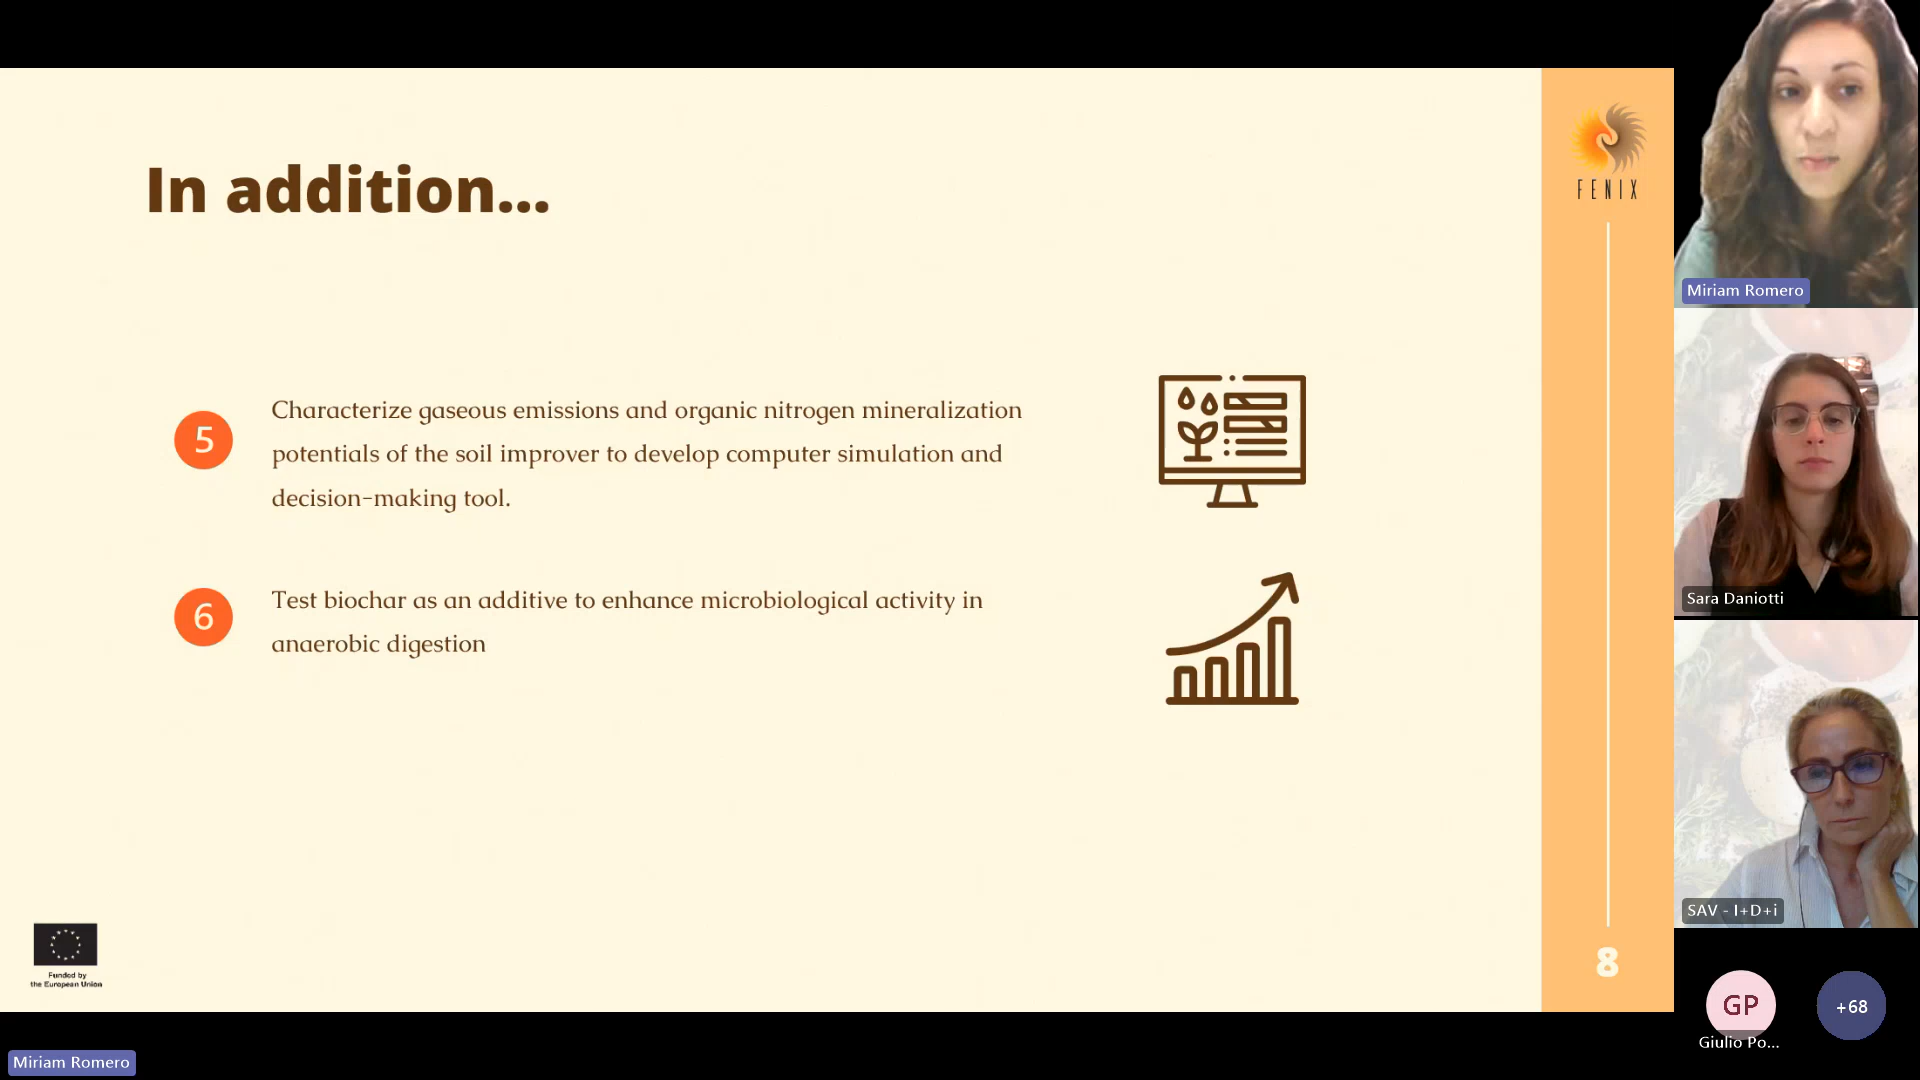 In addition...
FENIX
5
Characterize gaseous emissions and organic nitrogen mineralization
potentials of the soil improver to develop computer simulation and
decision-making tool.
6
Test biochar as an additive to enhance microbiological activity in
anaerobic digestion
Funded by
the European Union
8
Miriam Romero
Sara Daniotti
SAV - I+D+i
GP
Giulio Po...
+68
Miriam Romero